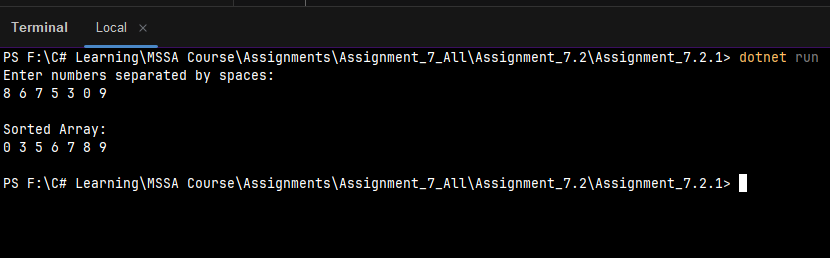 Terminal Local ×
PS F:\C# Learning\MSSA Course\Assignments\Assignment_7_All\Assignment_7.2\Assignment_7.2.1> dotnet run
Enter numbers separated by spaces:
8 6 7 5 3 0 9
Sorted Array:
0 3 5 6 7 8 9
PS F:\C# Learning\MSSA Course\Assignments\Assignment_7_All\Assignment_7.2\Assignment_7.2.1>